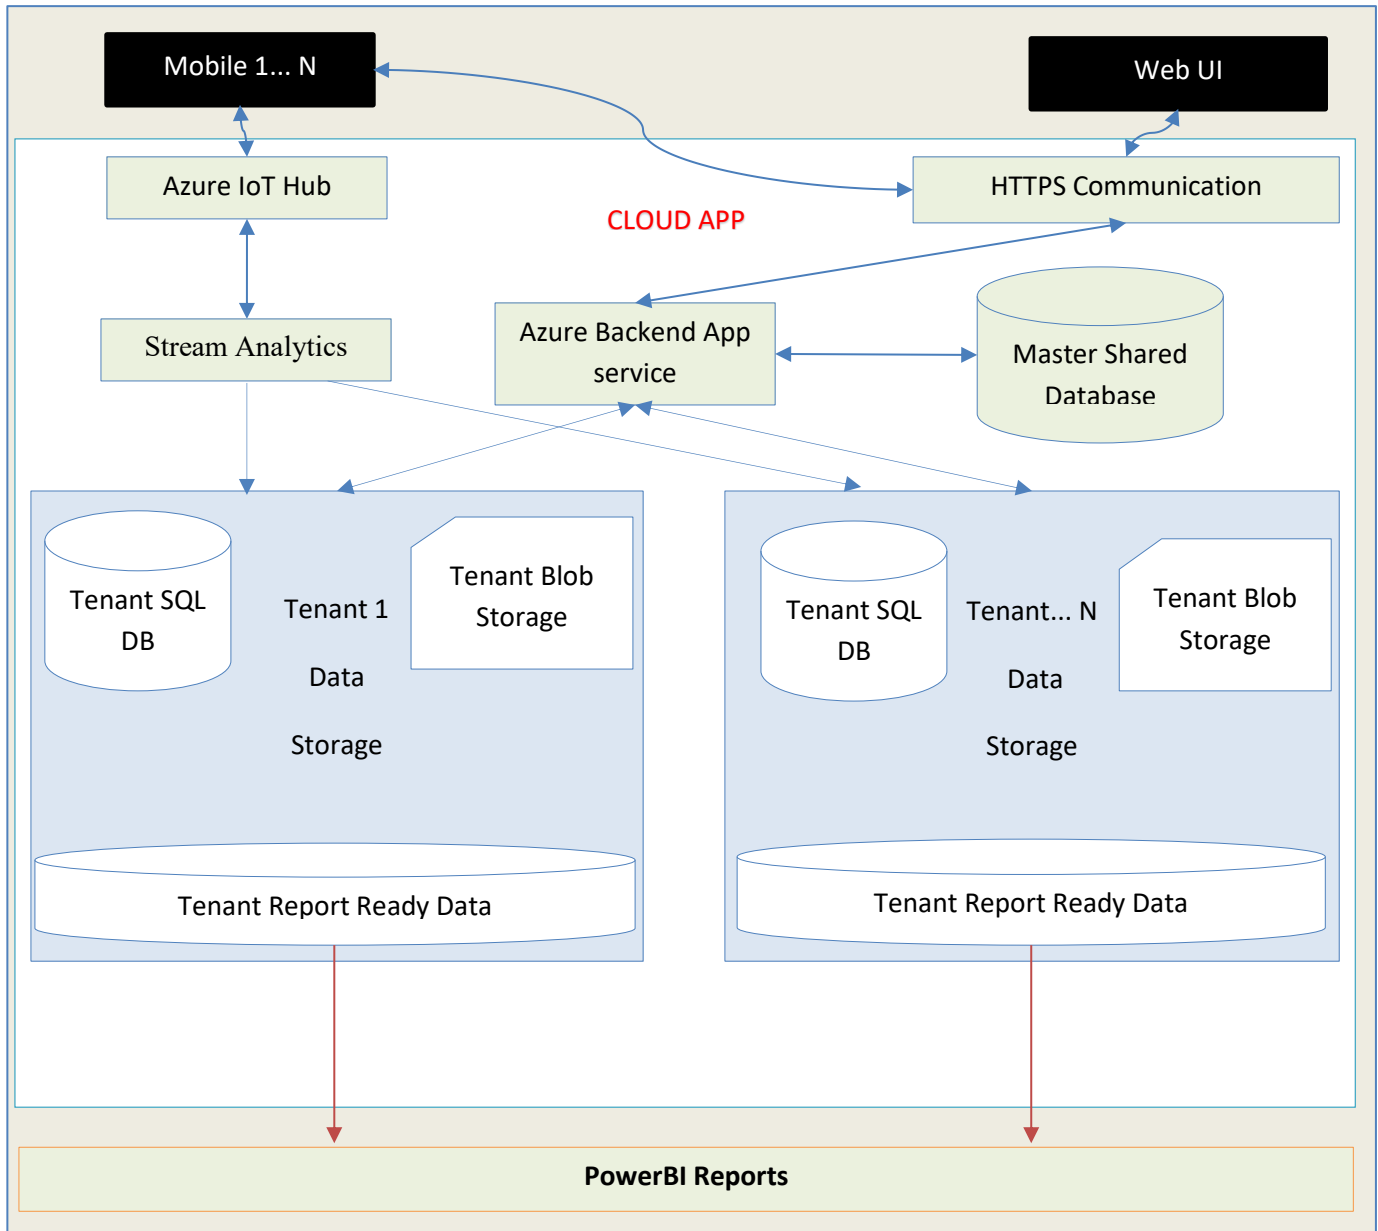 Mobile 1... N
Web UI
Azure IoT Hub
HTTPS Communication
CLOUD APP
Stream Analytics
Azure Backend App
service
Master Shared
Database
Tenant SQL
DB
Tenant 1
Data
Storage
Tenant Blob
Storage
Tenant SQL
DB
Tenant... N
Data
Storage
Tenant Blob
Storage
Tenant Report Ready Data
Tenant Report Ready Data
PowerBI Reports